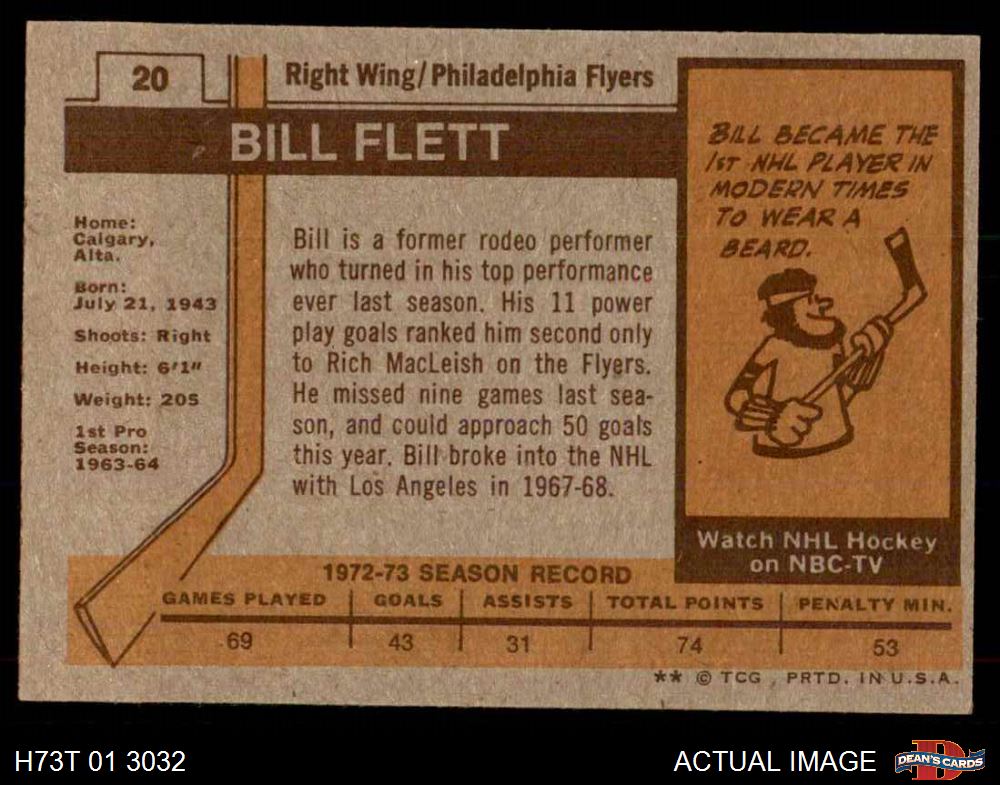 20
Right Wing/Philadelphia Flyers
BILL FLETT
Home:
Calgary,
Alta.
Born:
July 21, 1943
Shoots: Right
Height: 6'1"
Weight: 205
1st Pro
Season:
1963-64
Bill is a former rodeo performer
who turned in his top performance
ever last season. His 11 power
play goals ranked him second only
to Rich MacLeish on the Flyers.
He missed nine games last sea-
son, and could approach 50 goals
this year. Bill broke into the NHL
with Los Angeles in 1967-68.
BILL BECAME THE
1ST NHL PLAYER IN
MODERN TIMES
TO WEAR A
BEARD.
Watch NHL Hockey
on NBC-TV
1972-73 SEASON RECORD
GAMES PLAYED GOALS ASSISTS TOTAL POINTS PENALTY MIN.
69 43 31 74 53
** © TCG PRTD. IN U.S.A.
H73T 01 3032
ACTUAL IMAGE
D
DEAN'S CARDS